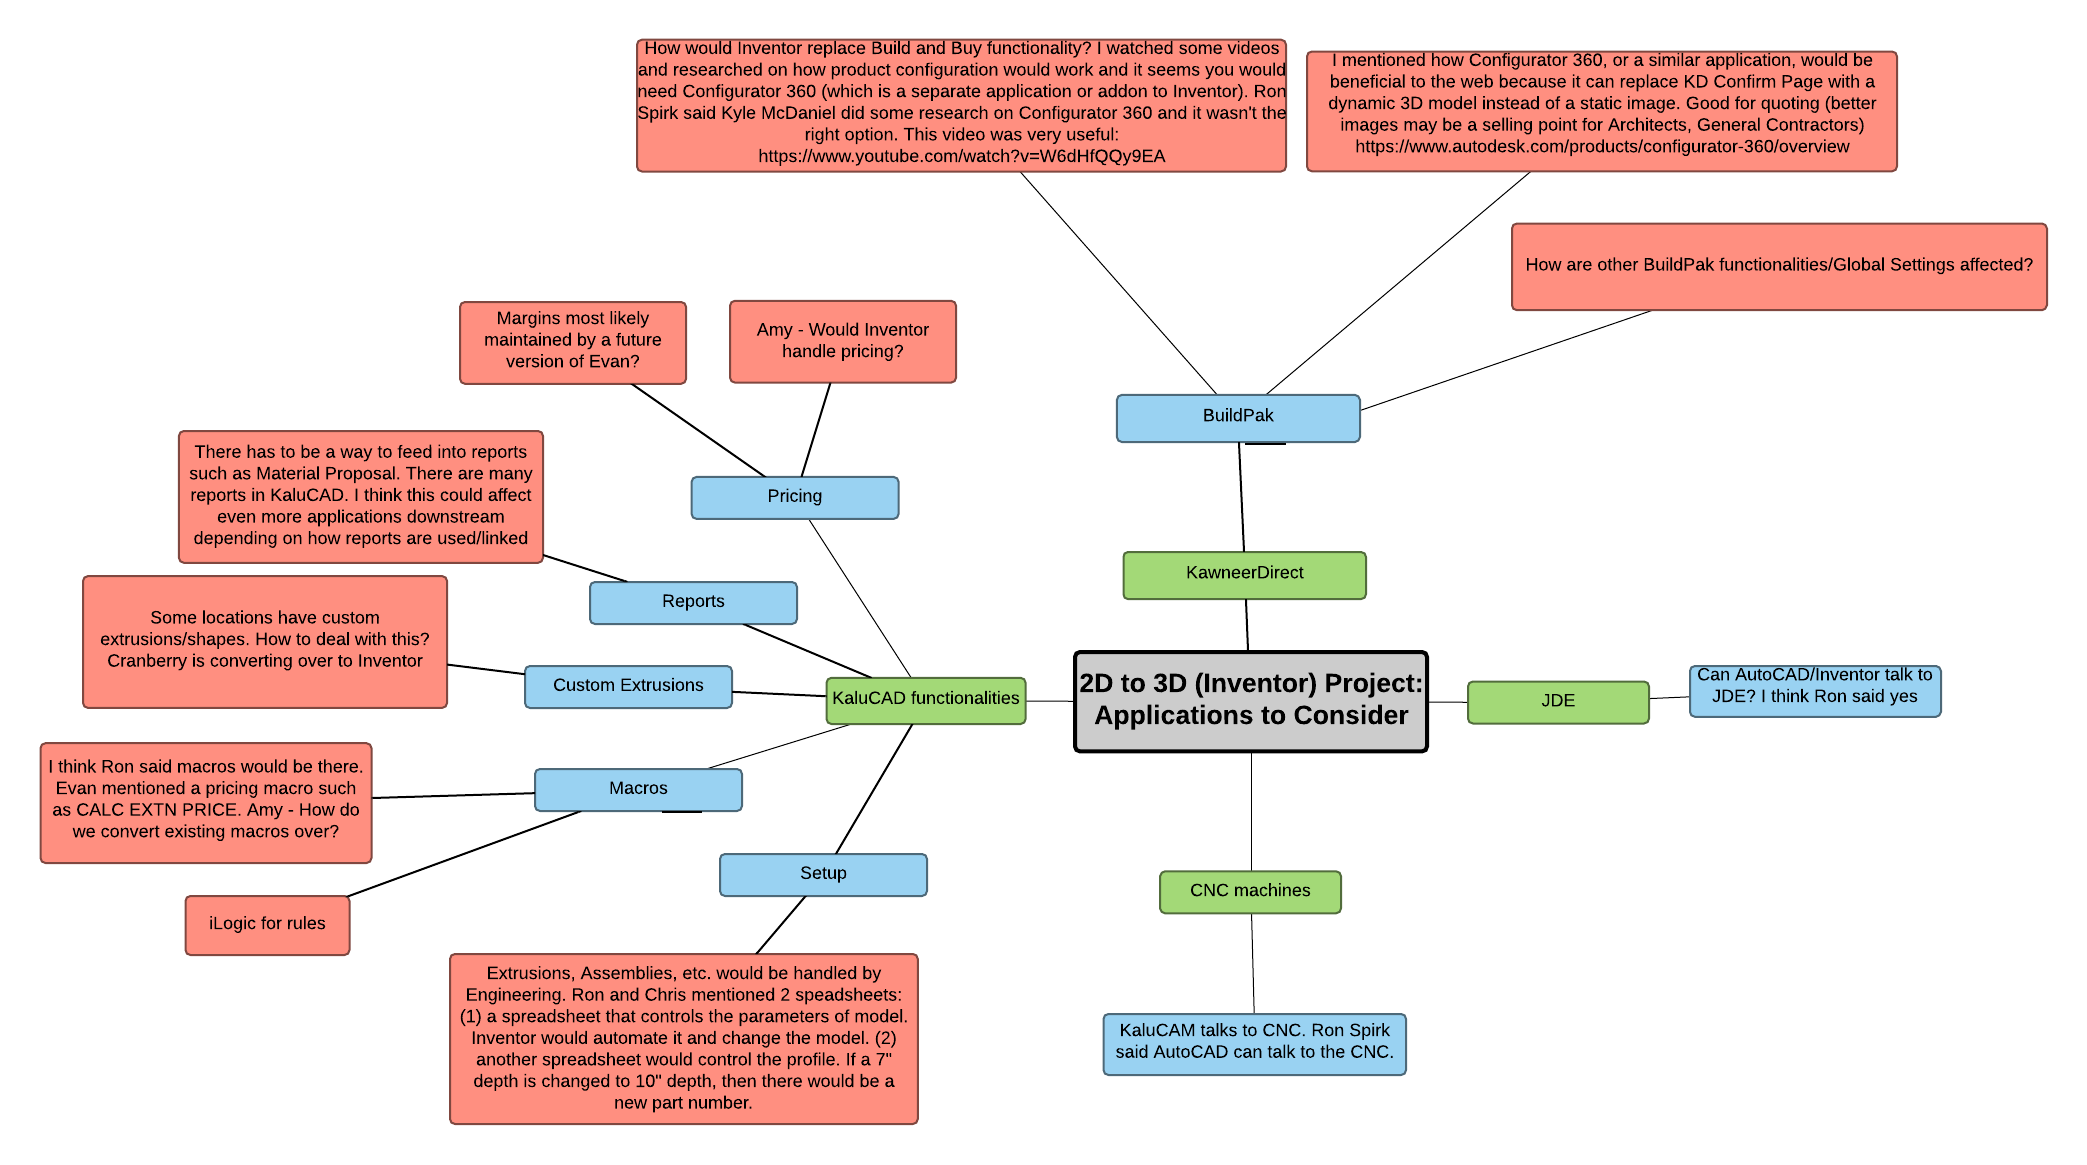 How would Inventor replace Build and Buy functionality? I watched some videos
and researched on how product configuration would work and it seems you would
need Configurator 360 (which is a separate application or addon to Inventor). Ron
Spirk said Kyle McDaniel did some research on Configurator 360 and it wasn't the
right option. This video was very useful:
https://www.youtube.com/watch?v=W6dHfQQy9EA
I mentioned how Configurator 360, or a similar application, would be
beneficial to the web because it can replace KD Confirm Page with a
dynamic 3D model instead of a static image. Good for quoting (better
images may be a selling point for Architects, General Contractors)
https://www.autodesk.com/products/configurator-360/overview
How are other BuildPak functionalities/Global Settings affected?
Margins most likely
maintained by a future
version of Evan?
Amy - Would Inventor
handle pricing?
BuildPak
There has to be a way to feed into reports
such as Material Proposal. There are many
reports in KaluCAD. I think this could affect
even more applications downstream
depending on how reports are used/linked
Pricing
KawneerDirect
Reports
Some locations have custom
extrusions/shapes. How to deal with this?
Cranberry is converting over to Inventor
Custom Extrusions
KaluCAD functionalities
2D to 3D (Inventor) Project:
Applications to Consider
JDE
Can AutoCAD/Inventor talk to
JDE? I think Ron said yes
I think Ron said macros would be there.
Evan mentioned a pricing macro such
as CALC EXTN PRICE. Amy - How do
we convert existing macros over?
Macros
iLogic for rules
Setup
CNC machines
Extrusions, Assemblies, etc. would be handled by
Engineering. Ron and Chris mentioned 2 speadsheets:
(1) a spreadsheet that controls the parameters of model.
Inventor would automate it and change the model. (2)
another spreadsheet would control the profile. If a 7"
depth is changed to 10" depth, then there would be a
new part number.
KaluCAM talks to CNC. Ron Spirk
said AutoCAD can talk to the CNC.